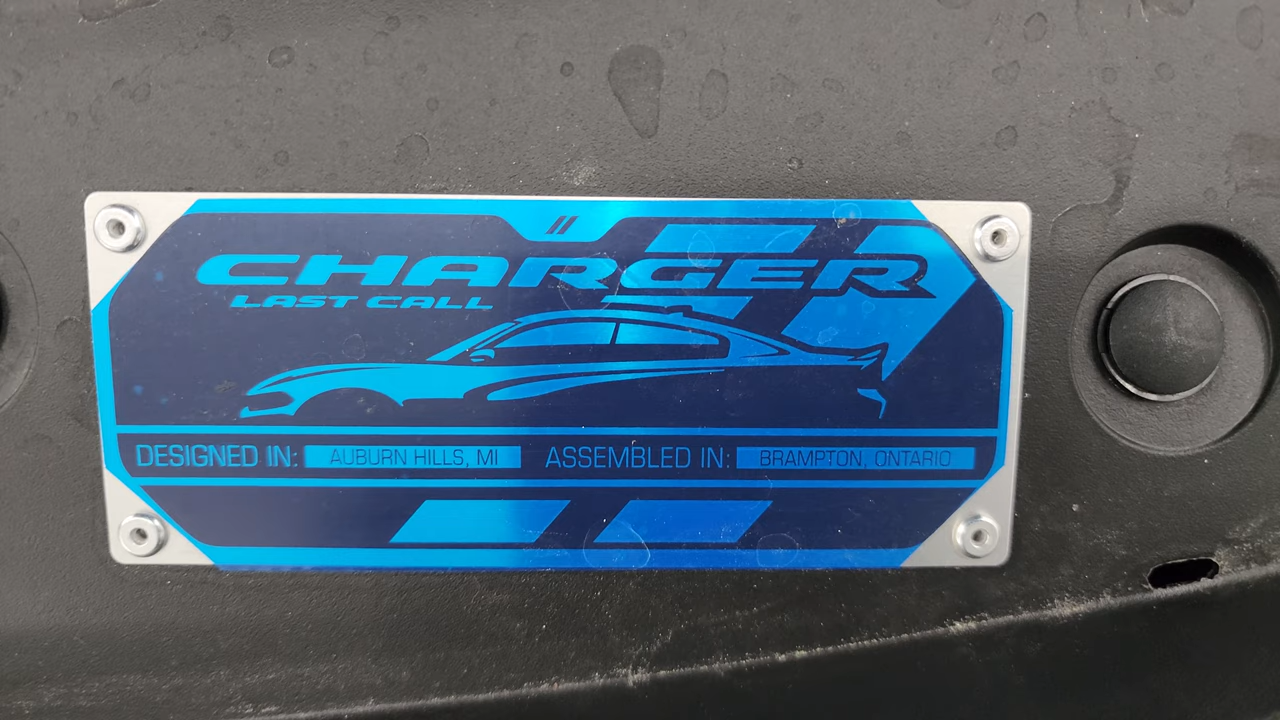 CHARGER
LAST CALL
DESIGNED IN: AUBURN HILLS, MI ASSEMBLED IN: BRAMPTON, ONTARIO